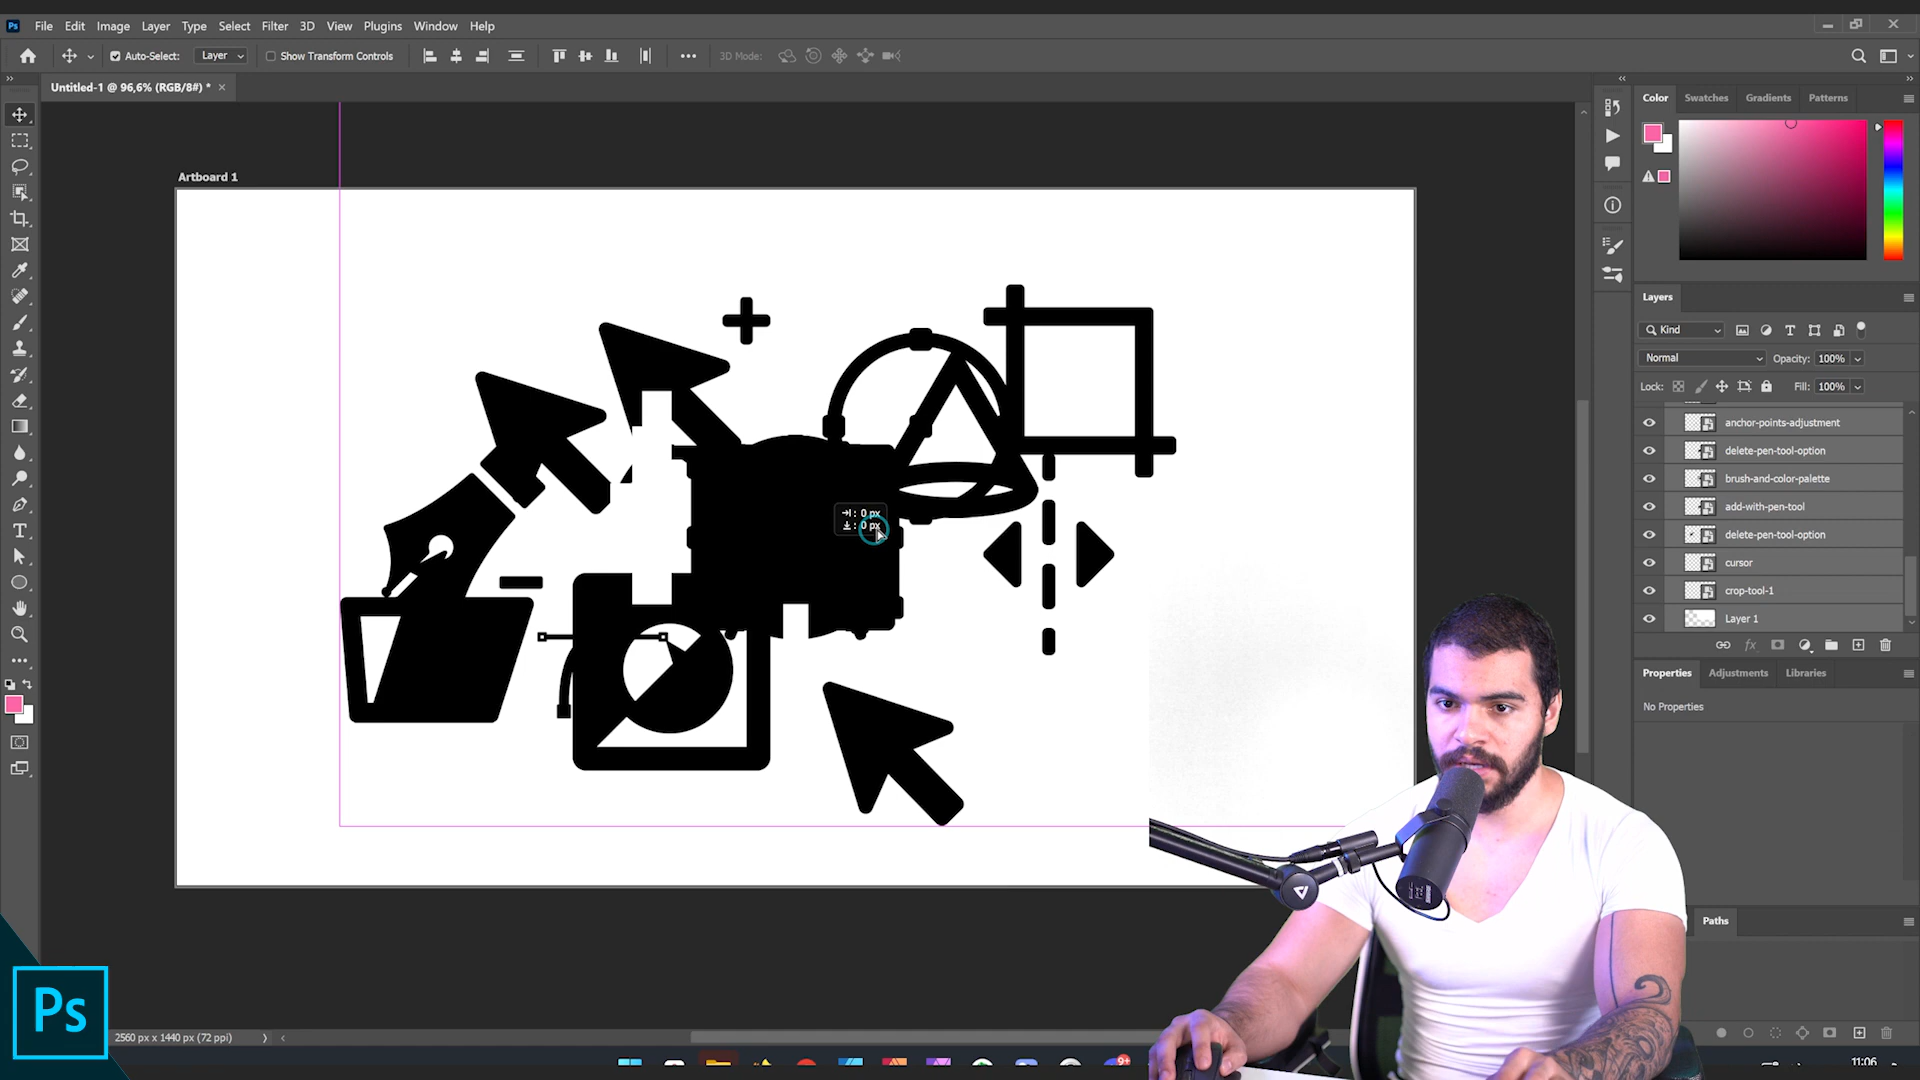 Ps File Edit Image Layer Type Select Filter 3D View Plugins Window Help
Auto-Select: Layer Show Transform Controls 3D Mode:
Untitled-1 @ 96,6% (RGB/8#) * ×
Color Swatches Gradients Patterns
Artboard 1
Layers
Kind
Normal Opacity: 100%
Lock: Fill: 100%
anchor-points-adjustment
delete-pen-tool-option
brush-and-color-palette
add-with-pen-tool
delete-pen-tool-option
cursor
crop-tool-1
Layer 1
: 0 px
: 0 px
Properties Adjustments Libraries
No Properties
Paths
Ps
2560 px x 1440 px (72 ppi)
9+
11:06